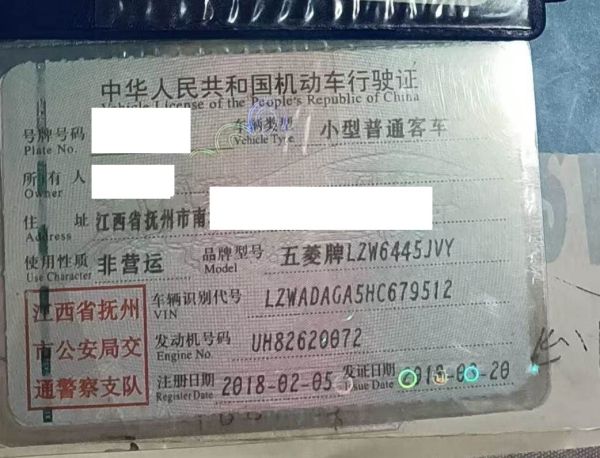 中华人民共和国机动车行驶证
Vehicle License of the People's Republic of China
号牌号码
Plate No.
车辆类型 小型普通客车
Vehicle Type
所有人
Owner
住址 江西省抚州市南
Address
使用性质 非营运
Use Character
品牌型号 五菱牌LZW6445JVY
Model
江西省抚州
市公安局交
通警察支队
车辆识别代号 LZWADAGA5HC679512
VIN
发动机号码 UH82620072
Engine No.
注册日期 2018-02-05
Register Date
发证日期
Issue Date